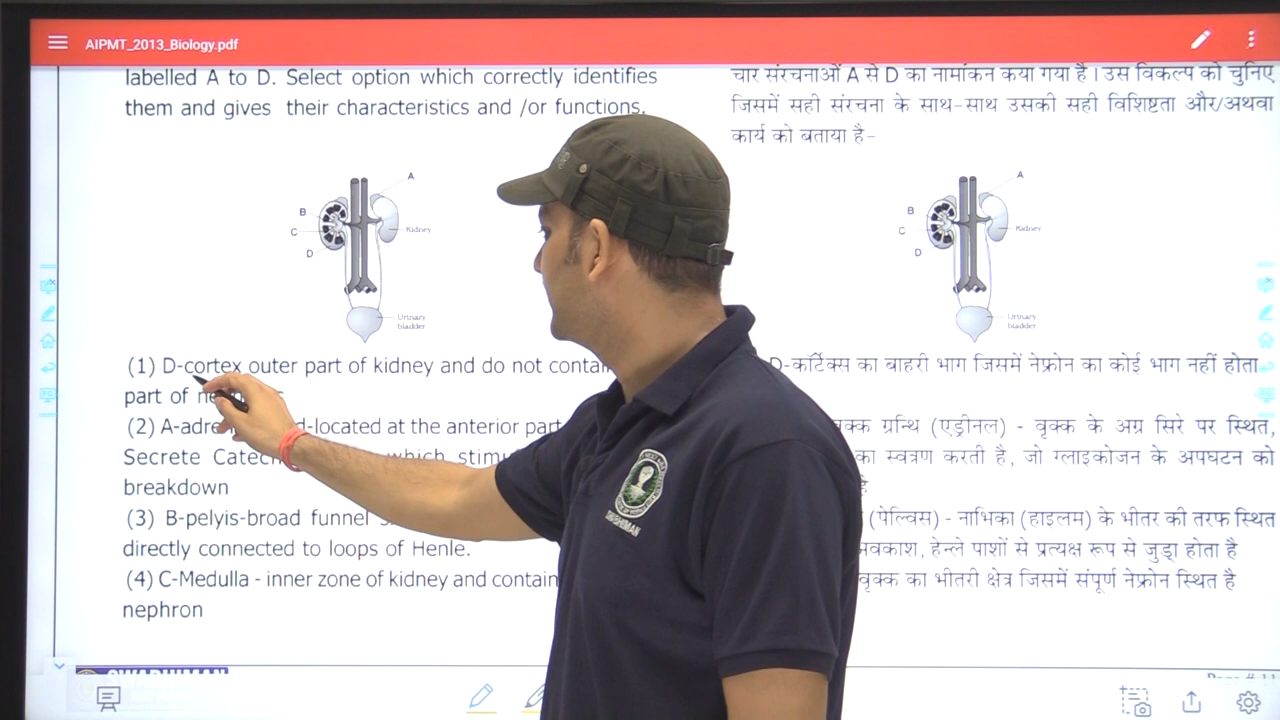 AIPMT_2013_Biology.pdf
labelled A to D. Select option which correctly identifies
them and gives their characteristics and /or functions.
A
B
C
D
Kidney
Urinary
bladder
(1) D-cortex outer part of kidney and do not contain
part of
(2) A- -located at the anterior part
Secrete which
breakdown
(3) B-pelyis-broad funnel
directly connected to loops of Henle.
(4) C-Medulla - inner zone of kidney and contain
nephron
चार संरचनाओं A से D का नामांकन कया गया है । उस विकल्प को चुनिए
जिसमें सही संरचना के साथ-साथ उसकी सही विशिष्टता और/अथवा
कार्य को बताया है-
A
B
C
D
Kidney
Urinary
bladder
D-कॉर्टेक्स का बाहरी भाग जिसमें नेफ्रोन का कोई भाग नहीं होता
ग्रन्थि (एड्रीनल) - वृक्क के अग्र सिरे पर स्थित,
का स्वत्रण करती है, जो ग्लाइकोजन के अपघटन को
है
(पेल्विस) - नाभिका (हाइलम) के भीतर की तरफ स्थित
अवकाश, हेन्ले पाशों से प्रत्यक्ष रूप से जुड़ा होता है
वृक्क का भीतरी क्षेत्र जिसमें संपूर्ण नेफ्रोन स्थित है